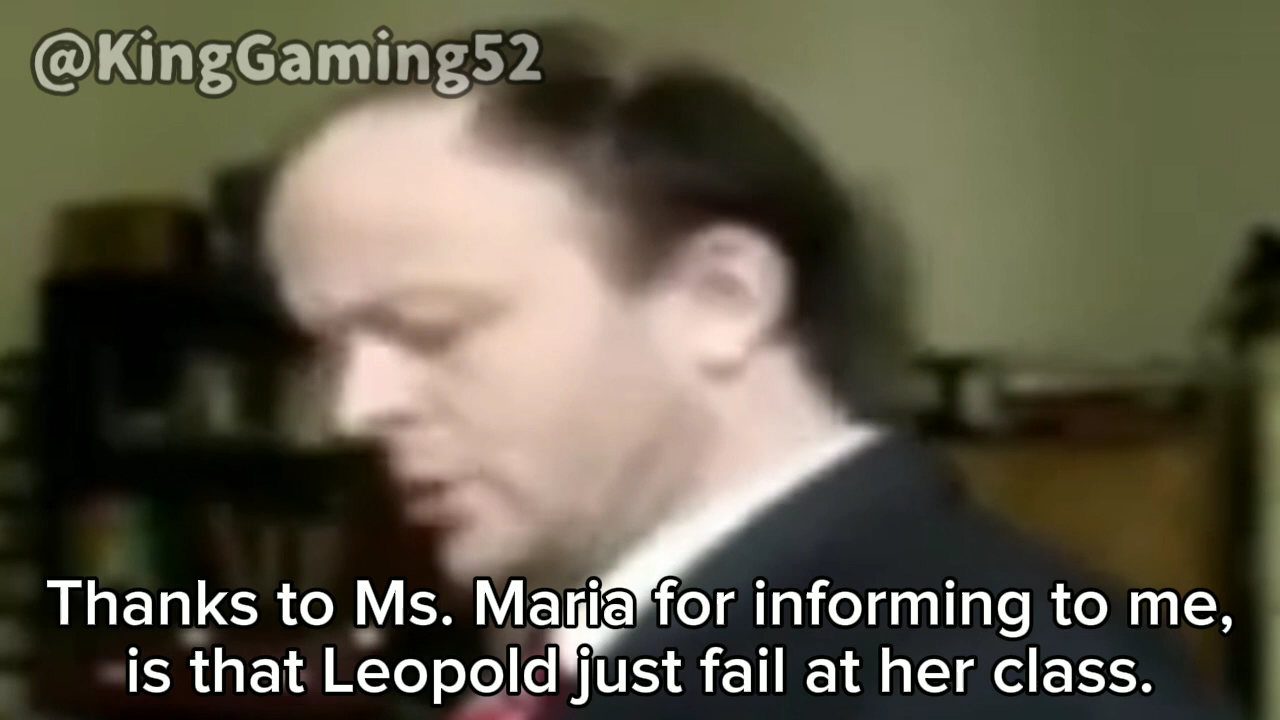 @KingGaming52
Thanks to Ms. Maria for informing to me,
is that Leopold just fail at her class.